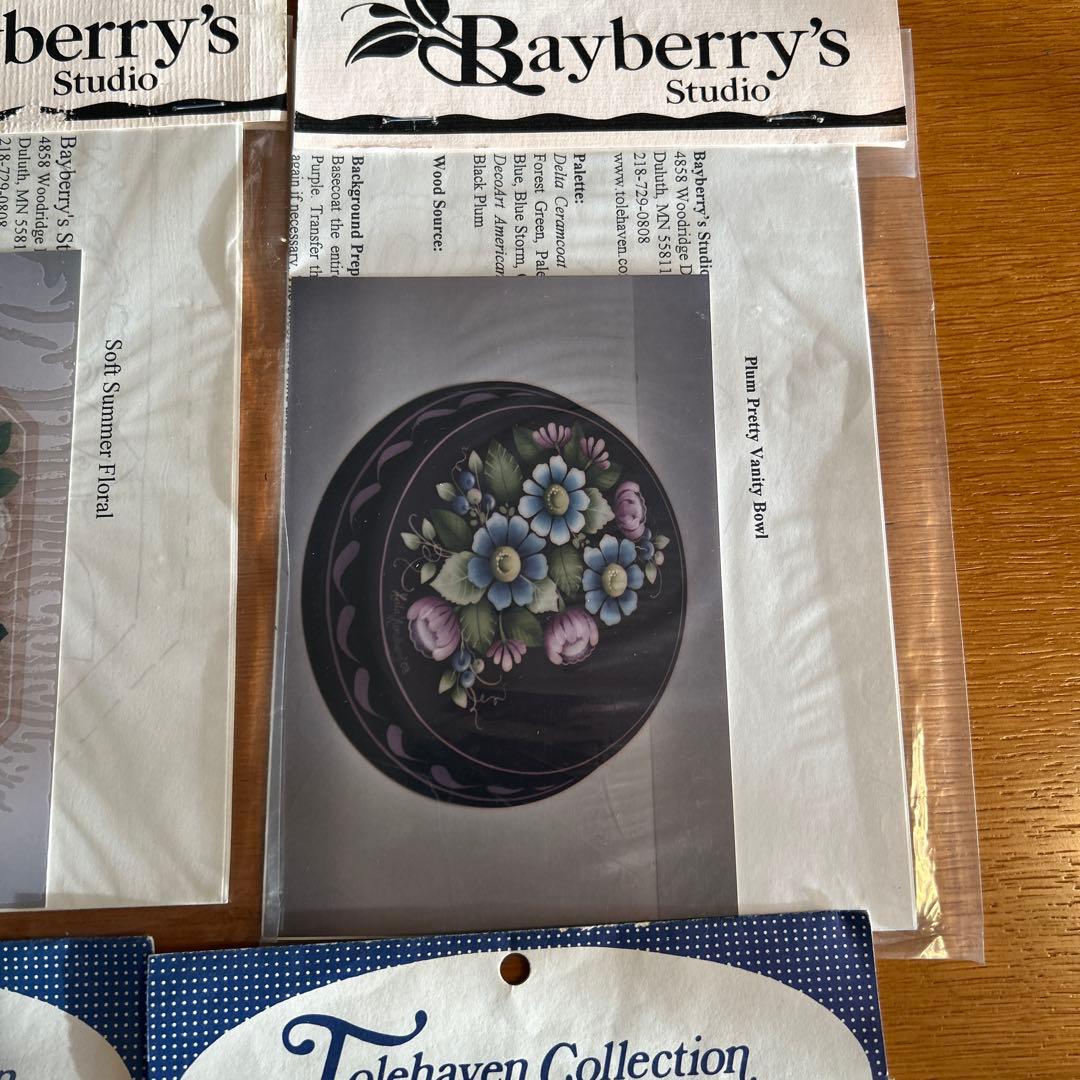 berry's
Studio
Bayberry's
Studio
Bayberry's St
4858 Woodridge
Duluth, MN 5581
218-729-0808
Soft Summer Floral
Plum Pretty Vanity Bowl
Bayberry's Studio
4858 Woodridge D
Duluth, MN 55811
218-729-0808
www.tolehaven.co
Palette:
Delta Ceramcoat
Forest Green, Pale
Blue, Blue Storm,
DecoArt American
Black Plum
Wood Source:
Background Prep
Basecoat the entir
Purple. Transfer th
again if necessary.
Tolehaven Collection